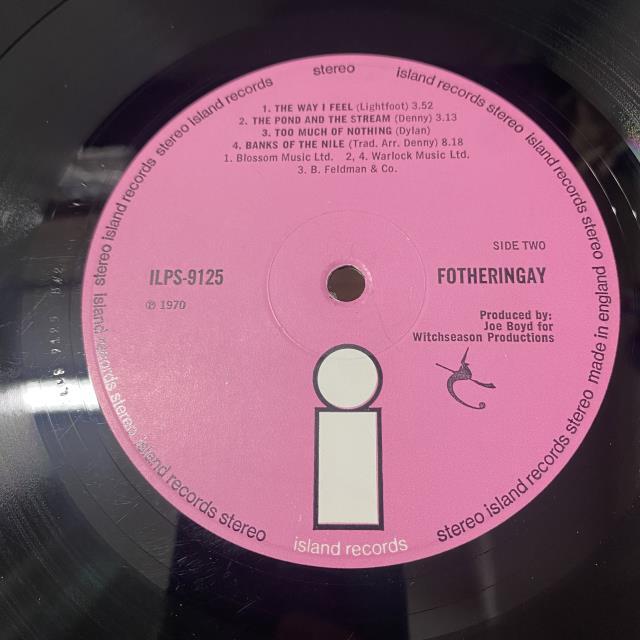 stereo island records stereo island records stereo island records stereo island records stereo island records stereo made in england oero
1. THE WAY I FEEL (Lightfoot) 3.52
2. THE POND AND THE STREAM (Denny) 3.13
3. TOO MUCH OF NOTHING (Dylan)
4. BANKS OF THE NILE (Trad. Arr. Denny) 8.18
1. Blossom Music Ltd. 2, 4. Warlock Music Ltd.
3. B. Feldman & Co.
SIDE TWO
ILPS-9125
FOTHERINGAY
℗ 1970
Produced by:
Joe Boyd for
Witchseason Productions
i
island records